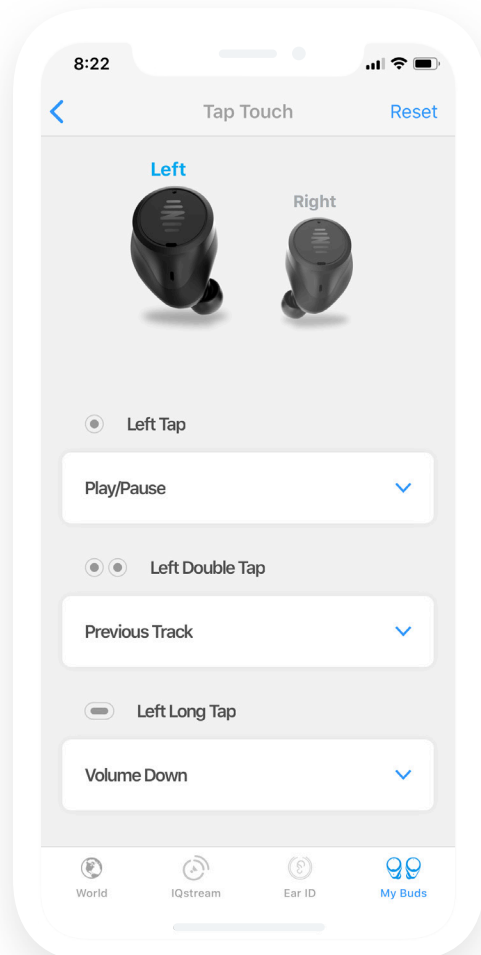 8:22
Tap Touch
Reset
Left
Right
Left Tap
Play/Pause
Left Double Tap
Previous Track
Left Long Tap
Volume Down
World
IQstream
Ear ID
My Buds